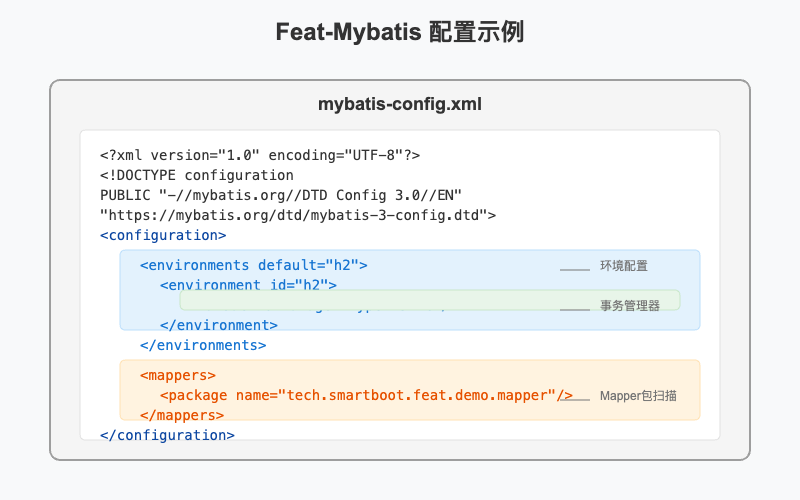 Feat-Mybatis 配置示例
mybatis-config.xml
<?xml version="1.0" encoding="UTF-8"?>
<!DOCTYPE configuration
PUBLIC "-//mybatis.org//DTD Config 3.0//EN"
"https://mybatis.org/dtd/mybatis-3-config.dtd">
<configuration>
<environments default="h2"> 环境配置
<environment id="h2">
事务管理器
</environment>
</environments>
<mappers>
<package name="tech.smartboot.feat.demo.mapper"/> Mapper包扫描
</mappers>
</configuration>